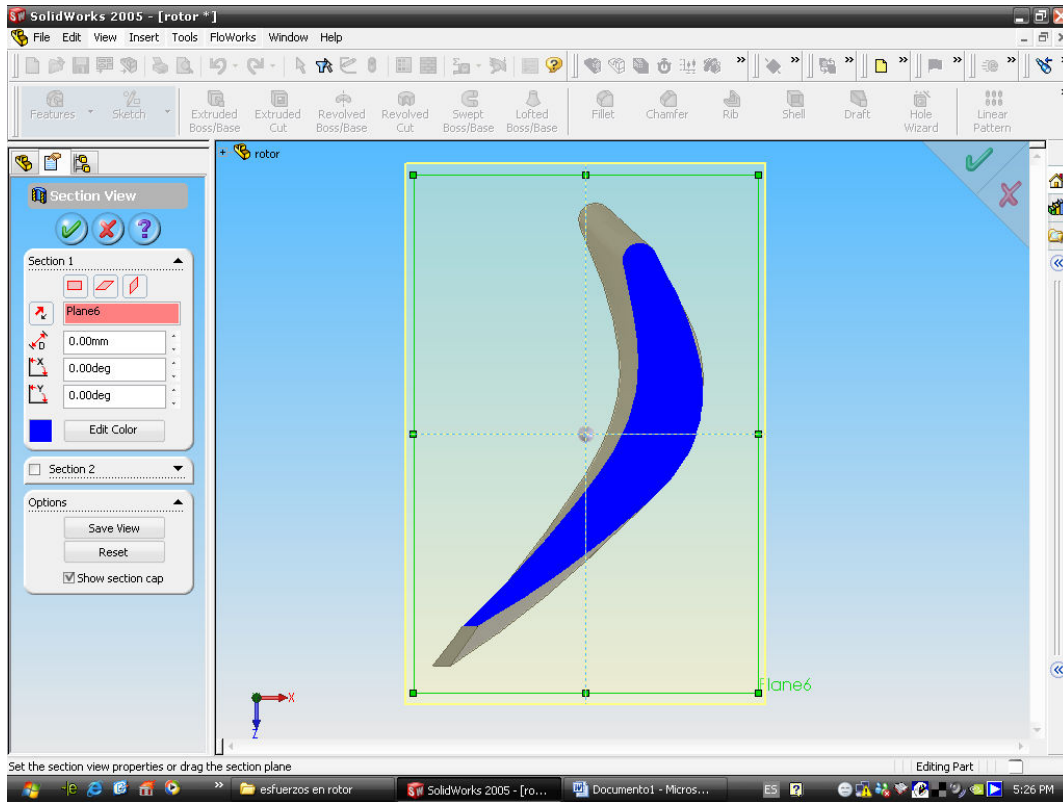 SolidWorks 2005 - [rotor *]
File Edit View Insert Tools FloWorks Window Help
Features Sketch Extruded Boss/Base Extruded Cut Revolved Boss/Base Revolved Cut Swept Boss/Base Lofted Boss/Base Fillet Chamfer Rib Shell Draft Hole Wizard Linear Pattern
rotor
Section View
Section 1
Plane6
D 0.00mm
X 0.00deg
Y 0.00deg
Edit Color
Section 2
Options
Save View
Reset
Show section cap
Plane6
X
Z
Set the section view properties or drag the section plane
Editing Part
esfuerzos en rotor
SolidWorks 2005 - [ro...
Documento1 - Micros...
ES
5:26 PM